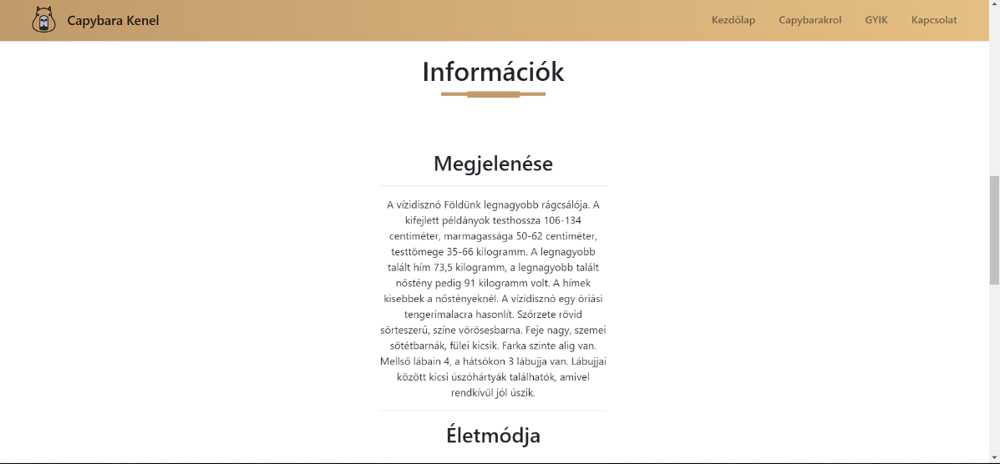 Capybara Kenel
Kezdőlap
Capybarakrol
GYIK
Kapcsolat
Információk
Megjelenése
A vízidisznó Földünk legnagyobb rágcsálója. A
kifejlett példányok testhossza 106-134
centiméter, marmagassága 50-62 centiméter,
testtömege 35-66 kilogramm. A legnagyobb
talált hím 73,5 kilogramm, a legnagyobb talált
nőstény pedig 91 kilogramm volt. A hímek
kisebbek a nőstényeknél. A vízidisznó egy óriási
tengerimalacra hasonlít. Szőrzete rövid
sörteszerű, színe vörösesbarna. Feje nagy, szemei
sötétbarnák, fülei kicsik. Farka szinte alig van.
Mellső lábain 4, a hátsókon 3 lábujja van. Lábujjai
között kicsi úszóhártyák találhatók, amivel
rendkívül jól úszik.
Életmódja